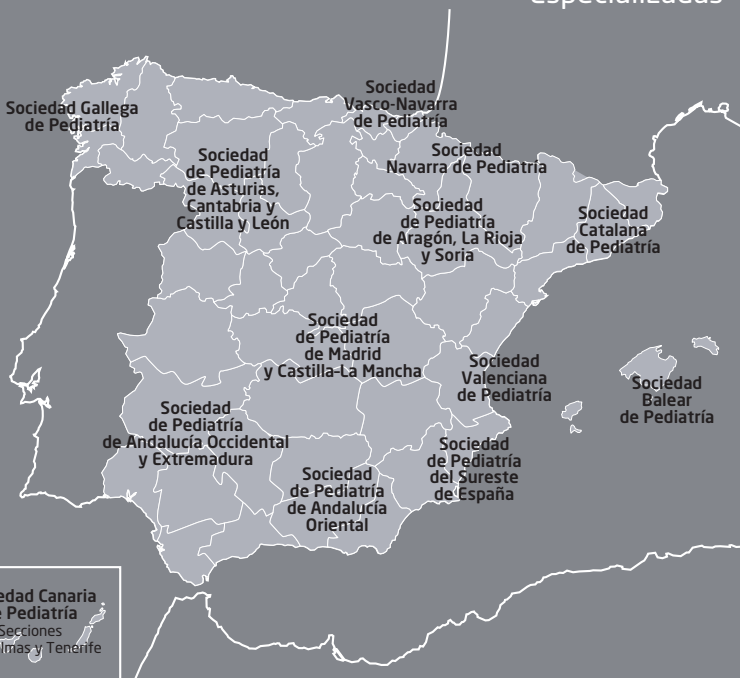 especializadas
Sociedad Gallega
de Pediatría
Sociedad
Vasco-Navarra
de Pediatría
Sociedad
Navarra de Pediatría
Sociedad
de Pediatría
de Asturias,
Cantabria y
Castilla y León
Sociedad
de Pediatría
de Aragón, La Rioja
y Soria
Sociedad
Catalana
de Pediatría
Sociedad
de Pediatría
de Madrid
y Castilla-La Mancha
Sociedad
Valenciana
de Pediatría
Sociedad
Balear
de Pediatría
Sociedad
de Pediatría
de Andalucía Occidental
y Extremadura
Sociedad
de Pediatría
del Sureste
de España
Sociedad
de Pediatría
de Andalucía
Oriental
edad Canaria
Pediatría
Secciones
lmas y Tenerife